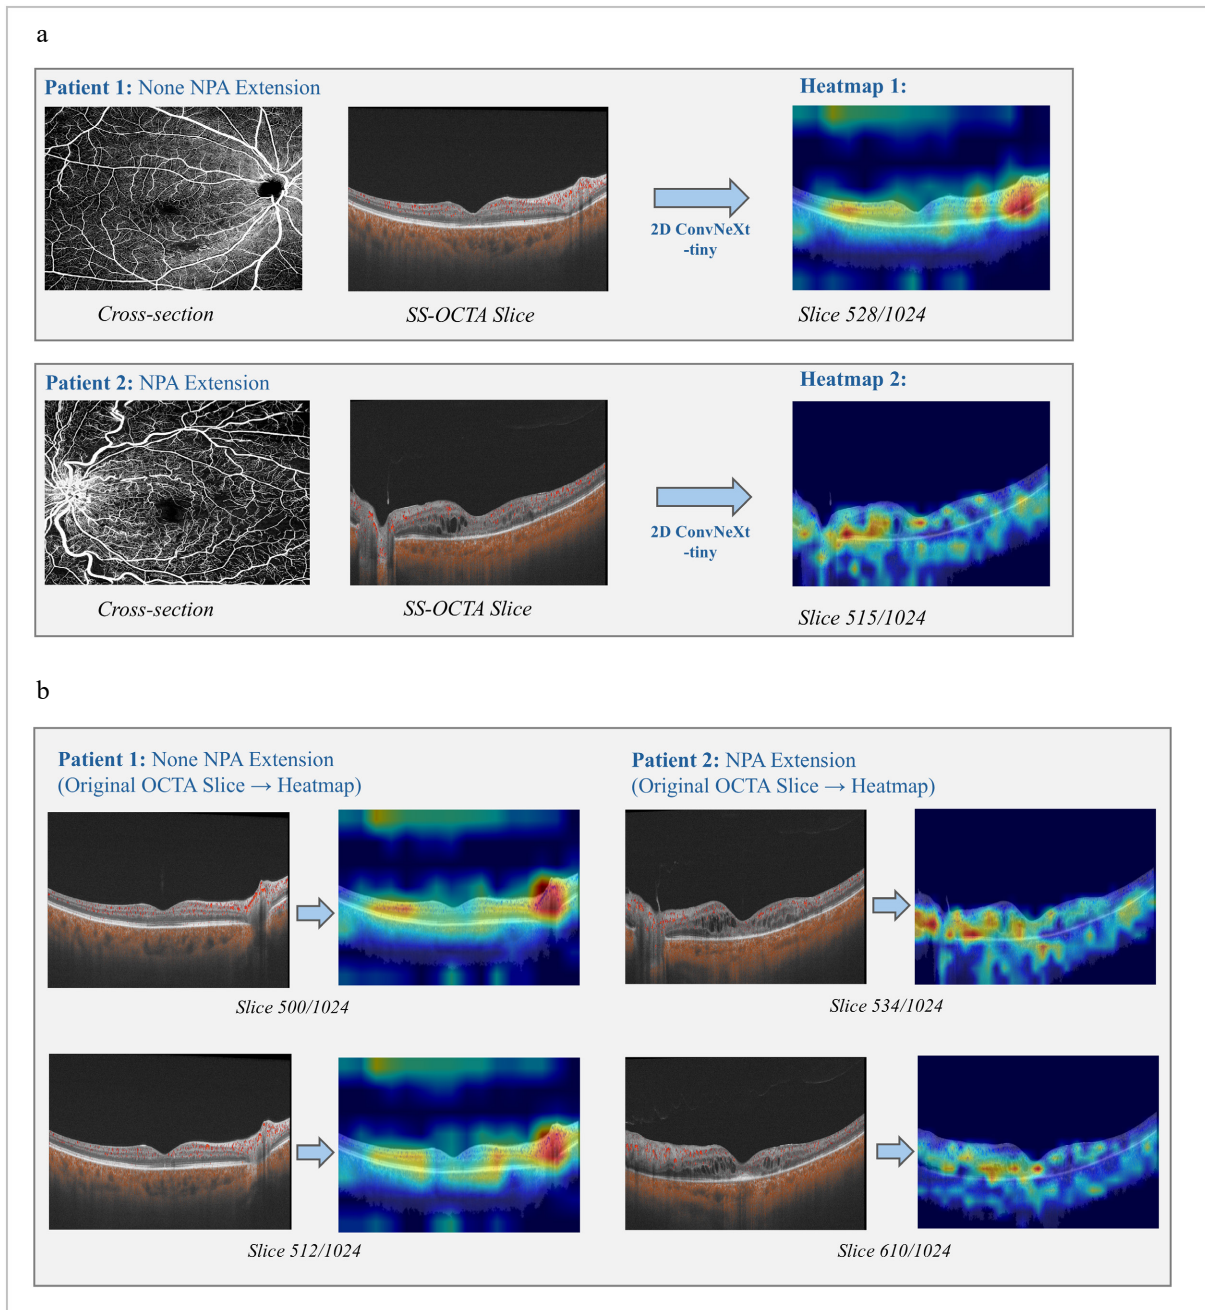 a
Patient 1: None NPA Extension
Heatmap 1:
2D ConvNeXt
-tiny
Cross-section
SS-OCTA Slice
Slice 528/1024
Patient 2: NPA Extension
Heatmap 2:
2D ConvNeXt
-tiny
Cross-section
SS-OCTA Slice
Slice 515/1024
b
Patient 1: None NPA Extension
(Original OCTA Slice → Heatmap)
Patient 2: NPA Extension
(Original OCTA Slice → Heatmap)
Slice 500/1024
Slice 534/1024
Slice 512/1024
Slice 610/1024